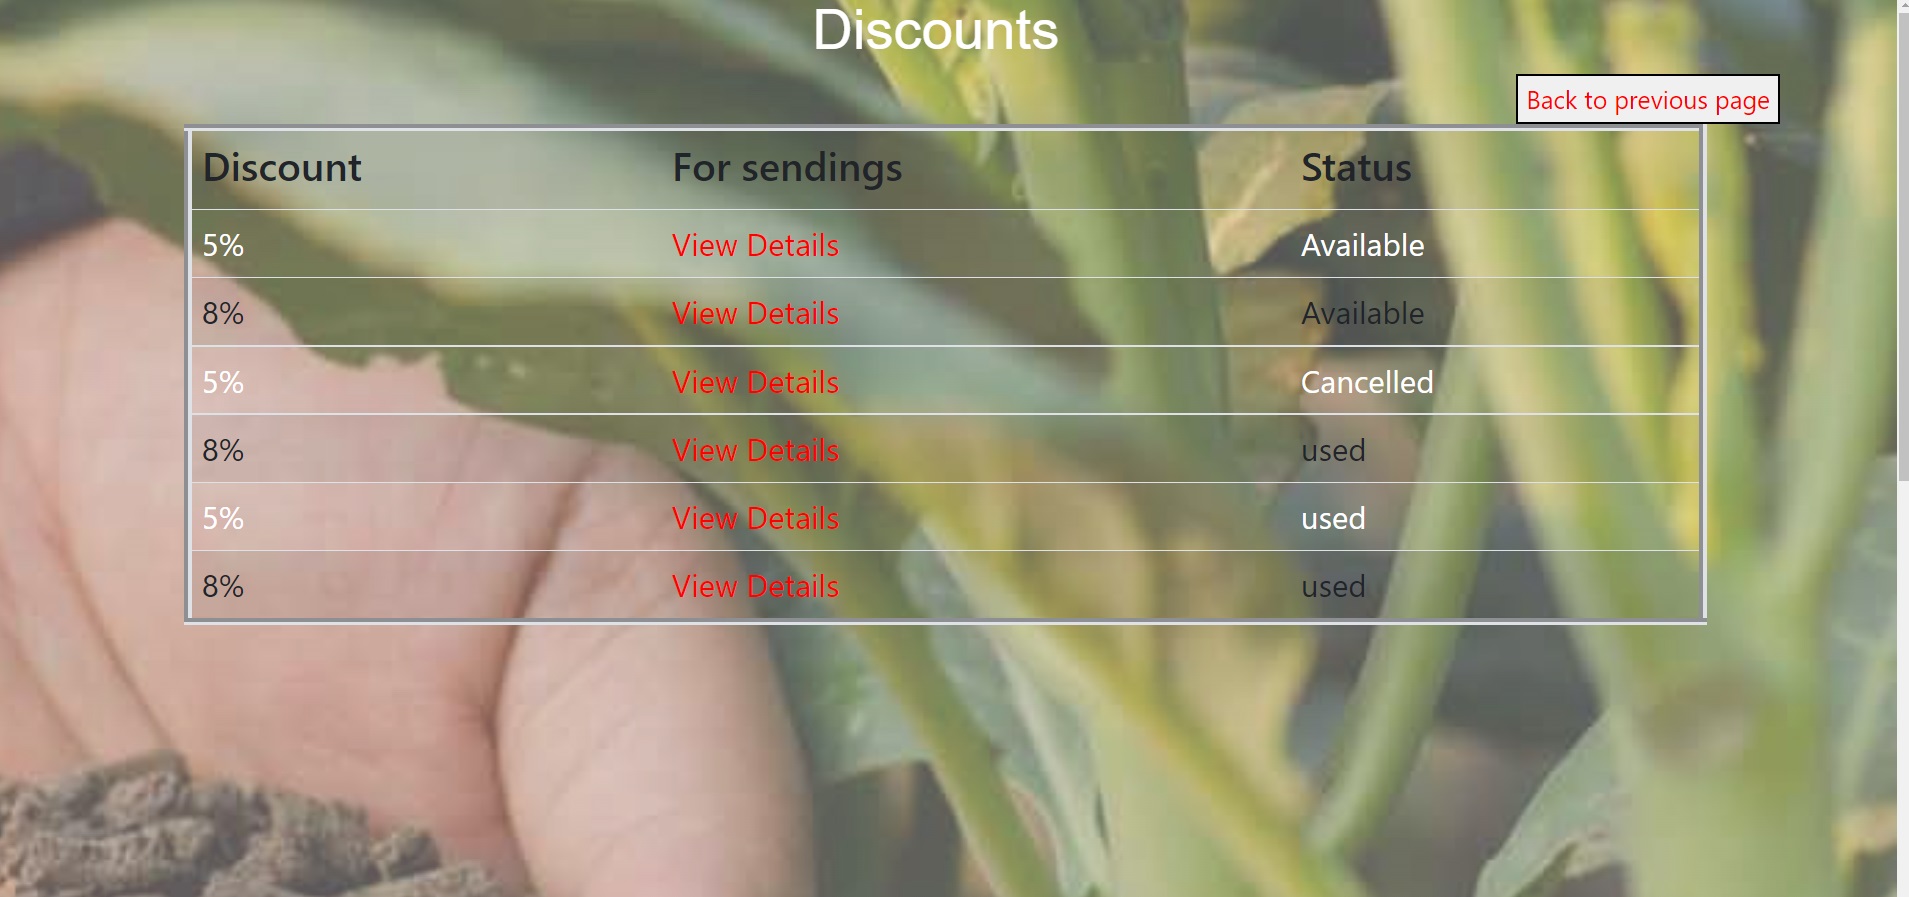 Discounts
Back to previous page
Discount For sendings Status
5% View Details Available
8% View Details Available
5% View Details Cancelled
8% View Details used
5% View Details used
8% View Details used